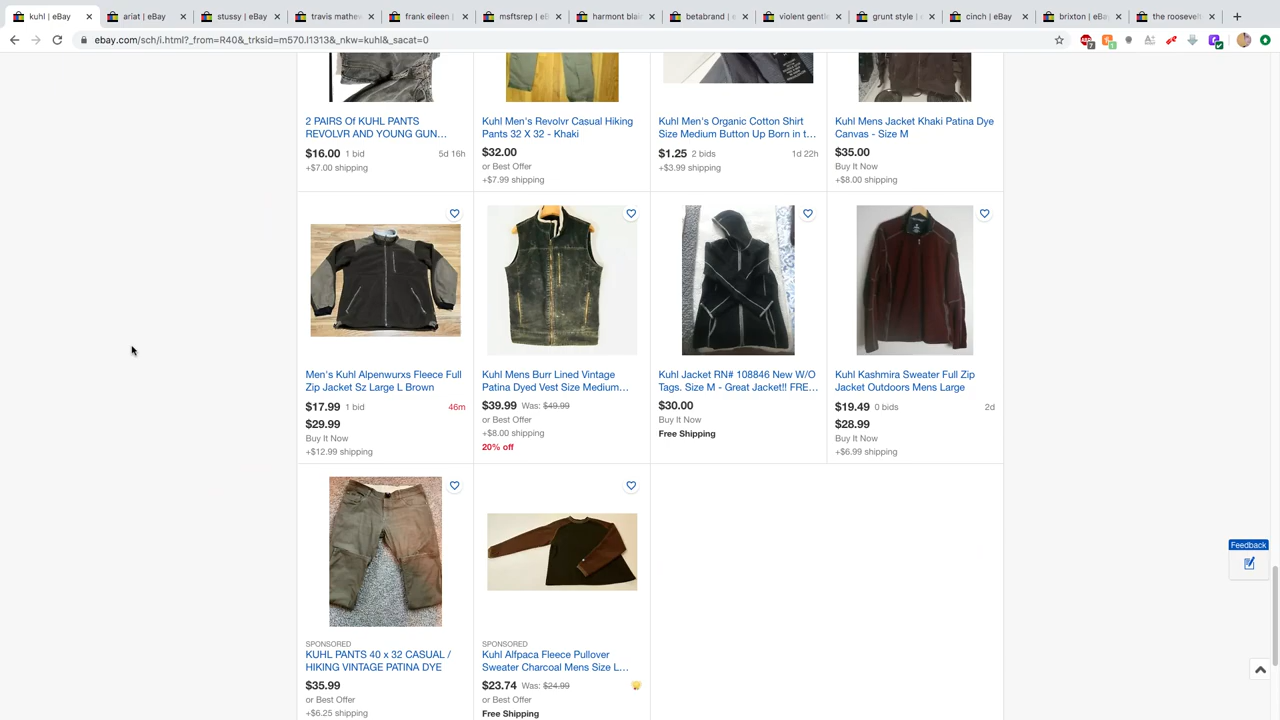 kuhl | eBay
ariat | eBay
stussy | eBay
travis mathew
frank eileen |
msftsrep | eB
harmont blai
betabrand | e
violent gentl
grunt style | e
cinch | eBay
brixton | eBa
the roosevelt
ebay.com/sch/i.html?_from=R40&_trksid=m570.l1313&_nkw=kuhl&_sacat=0
2 PAIRS Of KUHL PANTS
REVOLVR AND YOUNG GUN…
$16.00 1 bid 5d 16h
+$7.00 shipping
Kuhl Men's Revolvr Casual Hiking
Pants 32 X 32 - Khaki
$32.00
or Best Offer
+$7.99 shipping
Kuhl Men's Organic Cotton Shirt
Size Medium Button Up Born in t…
$1.25 2 bids 1d 22h
+$3.99 shipping
Kuhl Mens Jacket Khaki Patina Dye
Canvas - Size M
$35.00
Buy It Now
+$8.00 shipping
Men's Kuhl Alpenwurxs Fleece Full
Zip Jacket Sz Large L Brown
$17.99 1 bid 46m
$29.99
Buy It Now
+$12.99 shipping
Kuhl Mens Burr Lined Vintage
Patina Dyed Vest Size Medium…
$39.99 Was: $49.99
or Best Offer
+$8.00 shipping
20% off
Kuhl Jacket RN# 108846 New W/O
Tags. Size M - Great Jacket!! FRE…
$30.00
Buy It Now
Free Shipping
Kuhl Kashmira Sweater Full Zip
Jacket Outdoors Mens Large
$19.49 0 bids 2d
$28.99
Buy It Now
+$6.99 shipping
Feedback
SPONSORED
KUHL PANTS 40 x 32 CASUAL /
HIKING VINTAGE PATINA DYE
$35.99
or Best Offer
+$6.25 shipping
SPONSORED
Kuhl Alfpaca Fleece Pullover
Sweater Charcoal Mens Size L…
$23.74 Was: $24.99
or Best Offer
Free Shipping